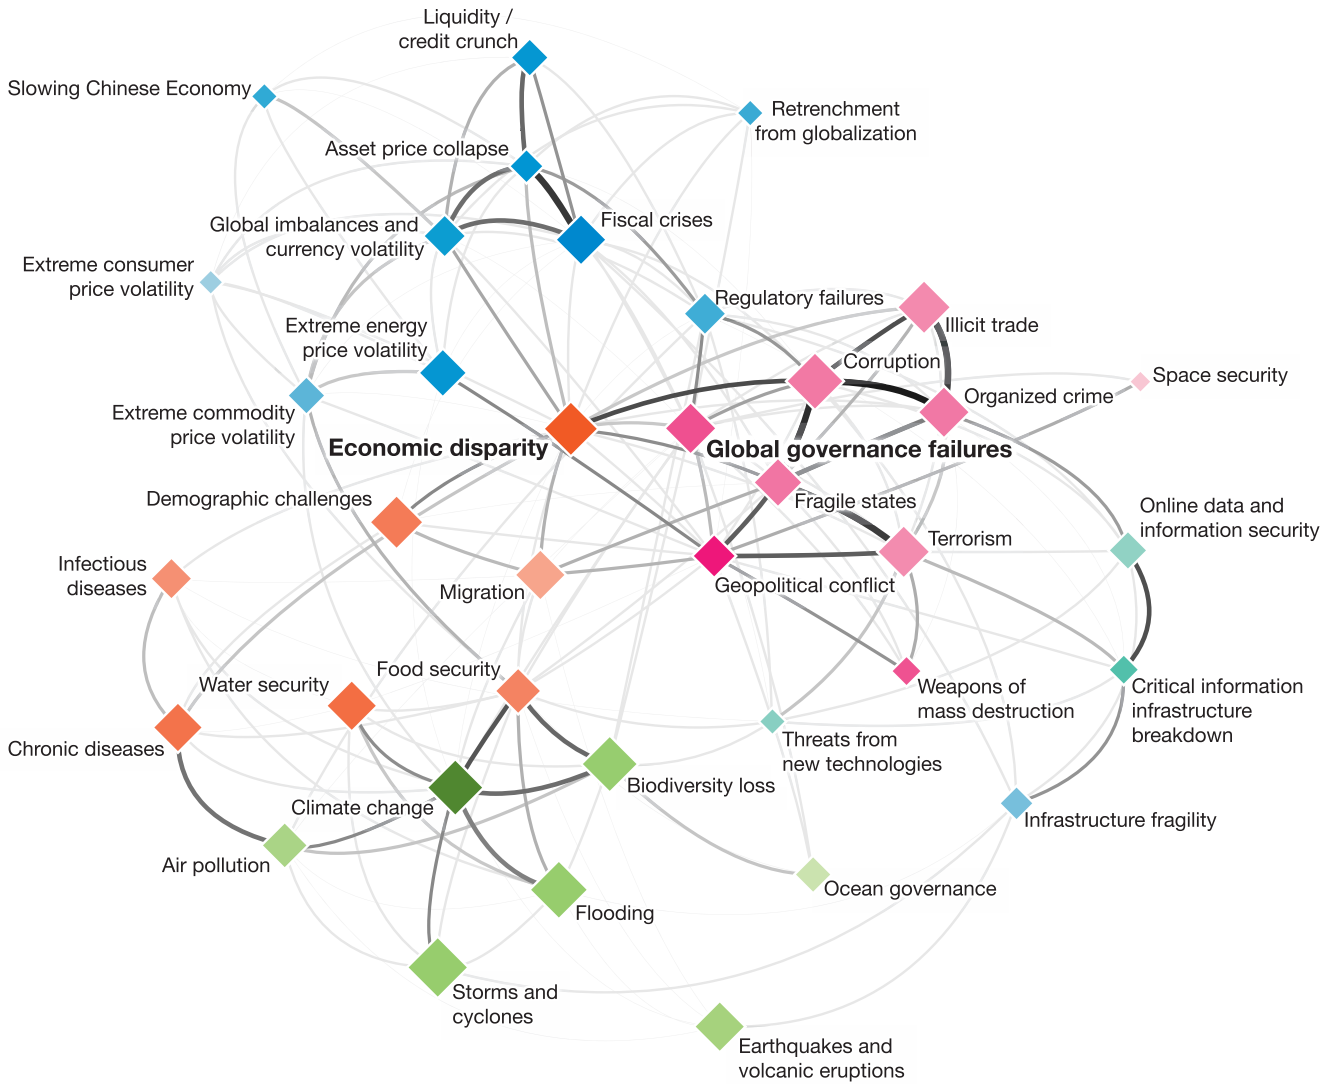 Liquidity /
credit crunch
Slowing Chinese Economy
Retrenchment
from globalization
Asset price collapse
Global imbalances and
currency volatility
Fiscal crises
Extreme consumer
price volatility
Regulatory failures
Illicit trade
Extreme energy
price volatility
Corruption
Space security
Organized crime
Extreme commodity
price volatility
Economic disparity
Global governance failures
Demographic challenges
Fragile states
Online data and
information security
Terrorism
Infectious
diseases
Migration
Geopolitical conflict
Food security
Water security
Weapons of
mass destruction
Critical information
infrastructure
breakdown
Chronic diseases
Threats from
new technologies
Biodiversity loss
Climate change
Infrastructure fragility
Air pollution
Ocean governance
Flooding
Storms and
cyclones
Earthquakes and
volcanic eruptions